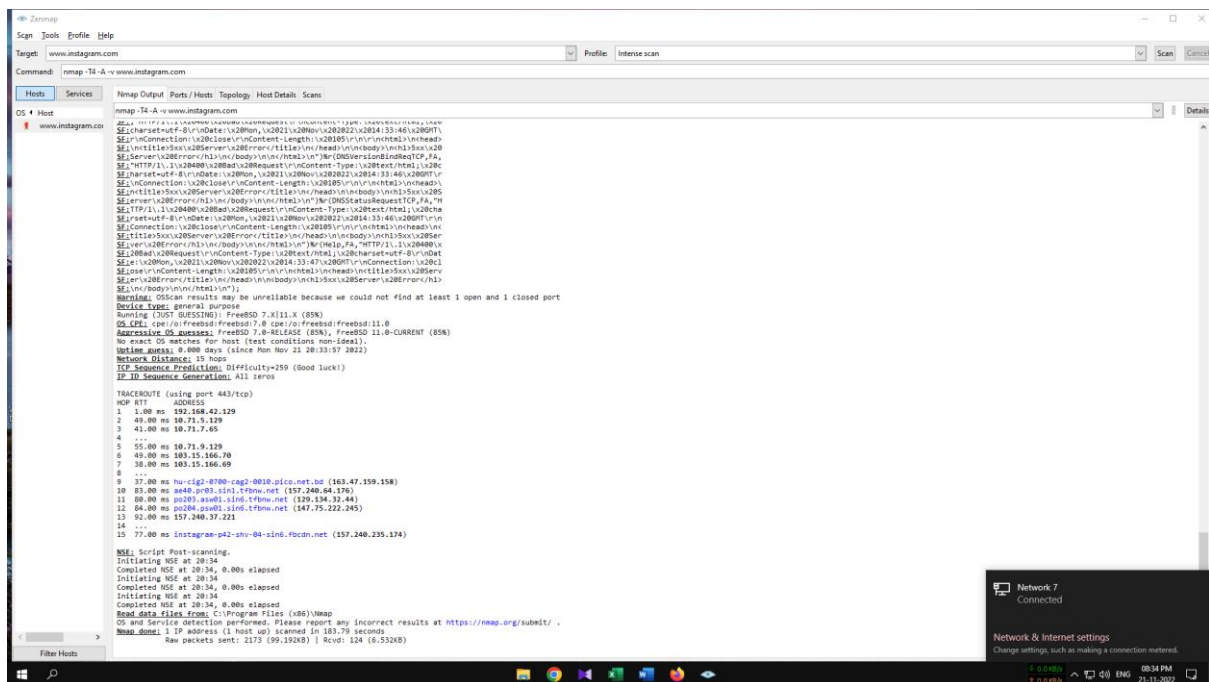 Zenmap
Scan Tools Profile Help
Target: www.instagram.com Profile: Intense scan Scan Cancel
Command: nmap -T4 -A -v www.instagram.com
Hosts Services
OS Host
www.instagram.co
Nmap Output Ports / Hosts Topology Host Details Scans
nmap -T4 -A -v www.instagram.com Details
SF:charset=utf-8\r\nDate:\x20Mon,\x2021\x20Nov\x202022\x2014:33:46\x20GMT\
SF:r\nConnection:\x20close\r\nContent-Length:\x20105\r\n\r\n<html>\n<head>
SF:\n<title>5xx\x20Server\x20Error</title>\n</head>\n\n<body>\n<h1>5xx\x20
SF:Server\x20Error</h1>\n</body>\n\n</html>\n")%r(DNSVersionBindReqTCP,FA,
SF:"HTTP/1\.1\x20400\x20Bad\x20Request\r\nContent-Type:\x20text/html;\x20c
SF:harset=utf-8\r\nDate:\x20Mon,\x2021\x20Nov\x202022\x2014:33:46\x20GMT\r
SF:\nConnection:\x20close\r\nContent-Length:\x20105\r\n\r\n<html>\n<head>\
SF:n<title>5xx\x20Server\x20Error</title>\n</head>\n\n<body>\n<h1>5xx\x20S
SF:erver\x20Error</h1>\n</body>\n\n</html>\n")%r(DNSStatusRequestTCP,FA,"H
SF:TTP/1\.1\x20400\x20Bad\x20Request\r\nContent-Type:\x20text/html;\x20cha
SF:rset=utf-8\r\nDate:\x20Mon,\x2021\x20Nov\x202022\x2014:33:46\x20GMT\r\n
SF:Connection:\x20close\r\nContent-Length:\x20105\r\n\r\n<html>\n<head>\n<
SF:title>5xx\x20Server\x20Error</title>\n</head>\n\n<body>\n<h1>5xx\x20Ser
SF:ver\x20Error</h1>\n</body>\n\n</html>\n")%r(Help,FA,"HTTP/1\.1\x20400\x
SF:20Bad\x20Request\r\nContent-Type:\x20text/html;\x20charset=utf-8\r\nDat
SF:e:\x20Mon,\x2021\x20Nov\x202022\x2014:33:47\x20GMT\r\nConnection:\x20cl
SF:ose\r\nContent-Length:\x20105\r\n\r\n<html>\n<head>\n<title>5xx\x20Serv
SF:er\x20Error</title>\n</head>\n\n<body>\n<h1>5xx\x20Server\x20Error</h1>
SF:\n</body>\n\n</html>\n");
Warning: OSScan results may be unreliable because we could not find at least 1 open and 1 closed port
Device type: general purpose
Running (JUST GUESSING): FreeBSD 7.X|11.X (85%)
OS CPE: cpe:/o:freebsd:freebsd:7.0 cpe:/o:freebsd:freebsd:11.0
Aggressive OS guesses: FreeBSD 7.0-RELEASE (85%), FreeBSD 11.0-CURRENT (85%)
No exact OS matches for host (test conditions non-ideal).
Uptime guess: 0.000 days (since Mon Nov 21 20:33:57 2022)
Network Distance: 15 hops
TCP Sequence Prediction: Difficulty=259 (Good luck!)
IP ID Sequence Generation: All zeros
TRACEROUTE (using port 443/tcp)
HOP RTT ADDRESS
1 1.00 ms 192.168.42.129
2 49.00 ms 10.71.5.129
3 41.00 ms 10.71.7.65
4 ...
5 55.00 ms 10.71.9.129
6 49.00 ms 103.15.166.70
7 38.00 ms 103.15.166.69
8 ...
9 37.00 ms hu-cig2-0700-cag2-0010.pico.net.bd (163.47.159.158)
10 83.00 ms ae40.pr03.sin1.tfbnw.net (157.240.64.176)
11 80.00 ms po203.asw01.sin6.tfbnw.net (129.134.32.44)
12 84.00 ms po204.psw01.sin6.tfbnw.net (147.75.222.245)
13 92.00 ms 157.240.37.221
14 ...
15 77.00 ms instagram-p42-shv-04-sin6.fbcdn.net (157.240.235.174)
NSE: Script Post-scanning.
Initiating NSE at 20:34
Completed NSE at 20:34, 0.00s elapsed
Initiating NSE at 20:34
Completed NSE at 20:34, 0.00s elapsed
Initiating NSE at 20:34
Completed NSE at 20:34, 0.00s elapsed
Read data files from: C:\Program Files (x86)\Nmap
OS and Service detection performed. Please report any incorrect results at https://nmap.org/submit/ .
Nmap done: 1 IP address (1 host up) scanned in 183.79 seconds
Raw packets sent: 2173 (99.192KB) | Rcvd: 124 (6.532KB)
Filter Hosts
Network 7
Connected
Network & Internet settings
Change settings, such as making a connection metered.
0.0 KB/s
0.0 KB/s
ENG
08:34 PM
21-11-2022